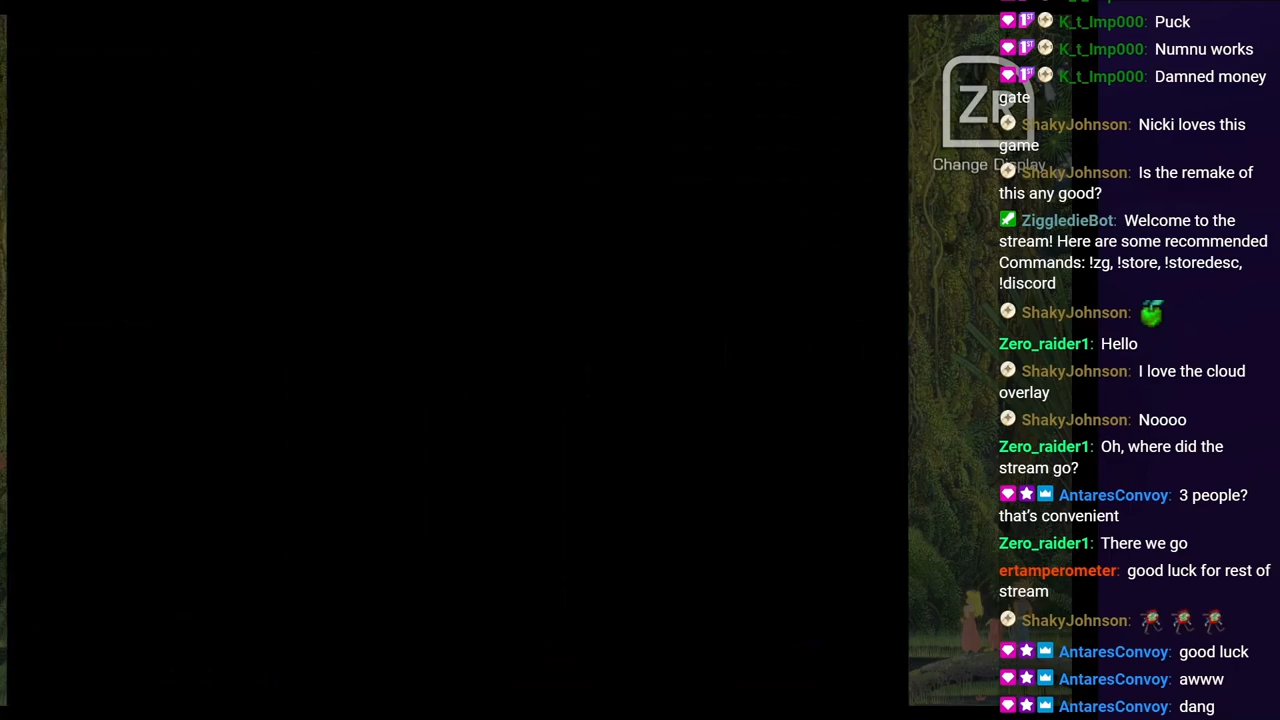 K_t_Imp000: Puck
K_t_Imp000: Numnu works
K_t_Imp000: Damned money
gate
ShakyJohnson: Nicki loves this
game
ShakyJohnson: Is the remake of
this any good?
ZiggledieBot: Welcome to the
stream! Here are some recommended
Commands: !zg, !store, !storedesc,
!discord
ShakyJohnson:
Zero_raider1: Hello
ShakyJohnson: I love the cloud
overlay
ShakyJohnson: Noooo
Zero_raider1: Oh, where did the
stream go?
AntaresConvoy: 3 people?
that's convenient
Zero_raider1: There we go
ertamperometer: good luck for rest of
stream
ShakyJohnson:
AntaresConvoy: good luck
AntaresConvoy: awww
AntaresConvoy: dang
ZR
Change Display